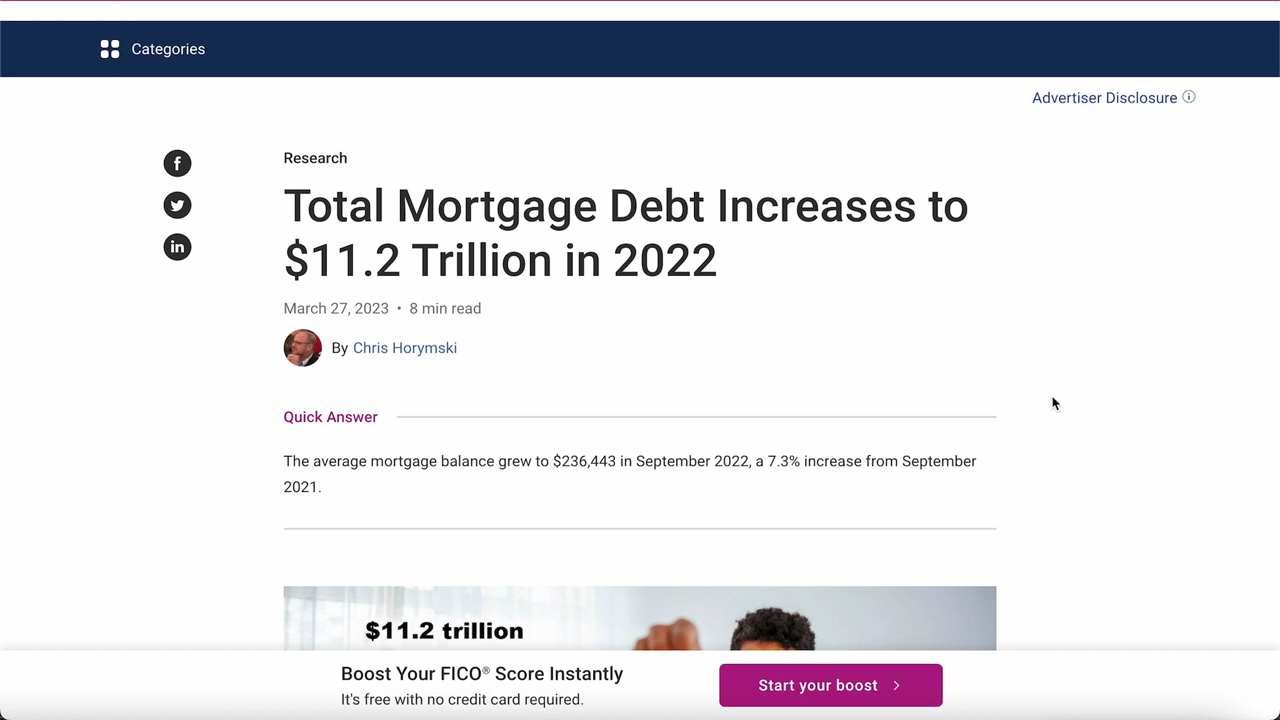 Categories
Advertiser Disclosure
Research
Total Mortgage Debt Increases to
$11.2 Trillion in 2022
March 27, 2023 • 8 min read
By Chris Horymski
Quick Answer
The average mortgage balance grew to $236,443 in September 2022, a 7.3% increase from September
2021.
$11.2 trillion
Boost Your FICO® Score Instantly
It's free with no credit card required.
Start your boost